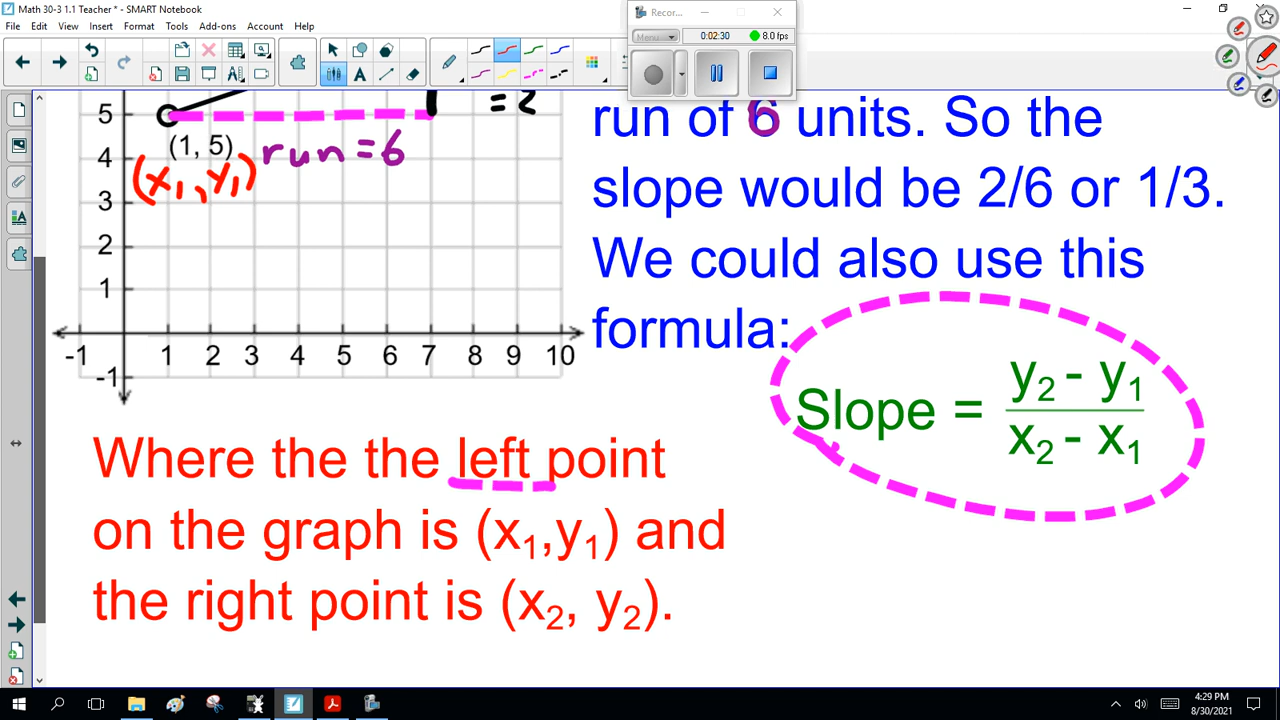 Math 30-3 1.1 Teacher * - SMART Notebook
File Edit View Insert Format Tools Add-ons Account Help
Recor...
Menu
0:02:30
8.0 fps
A
A
5
4
3
2
1
-1
-1 1 2 3 4 5 6 7 8 9 10
(1, 5)
(x₁, y₁)
run = 6
= 2
run of 6 units. So the
slope would be 2/6 or 1/3.
We could also use this
formula:
Slope = y₂ - y₁
x₂ - x₁
Where the the left point
on the graph is (x₁,y₁) and
the right point is (x₂, y₂).
4:29 PM
8/30/2021